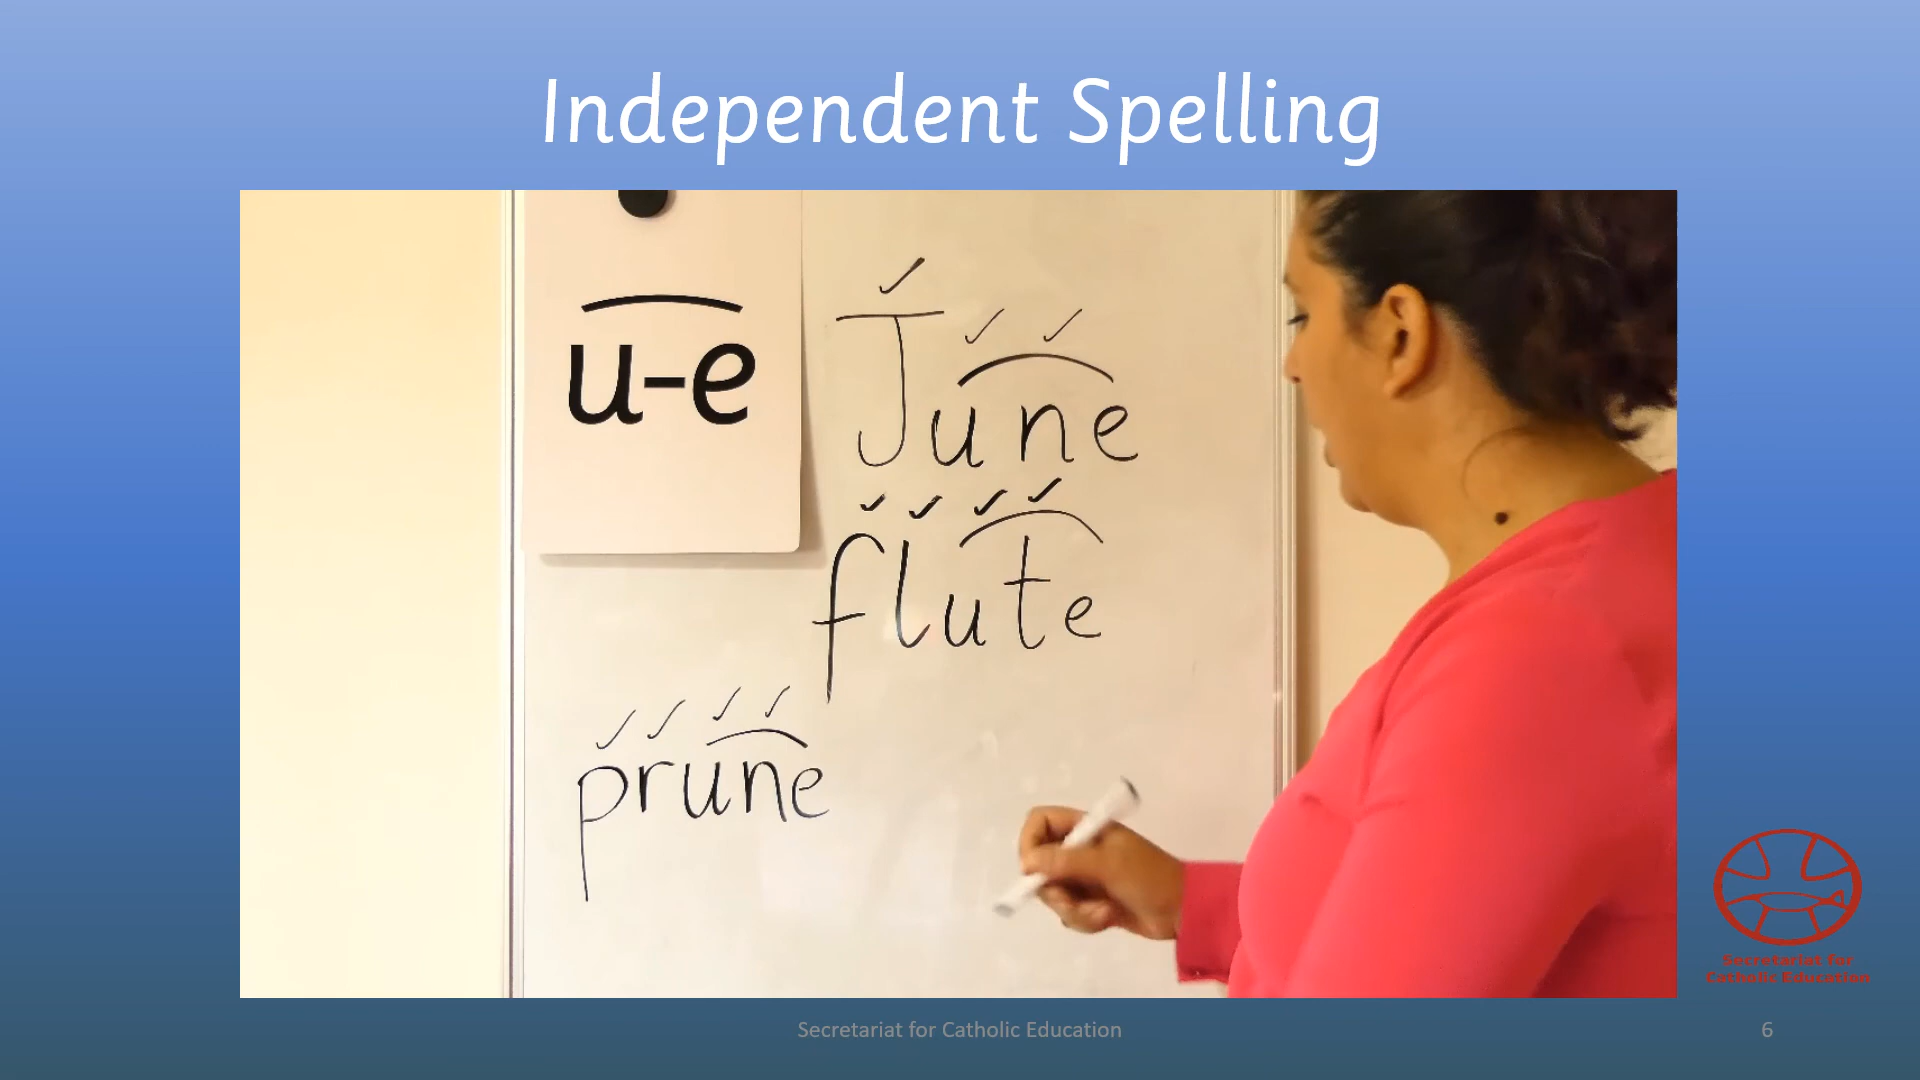 Independent Spelling
u-e
June
flute
prune
Secretariat for
Catholic Education
Secretariat for Catholic Education
6